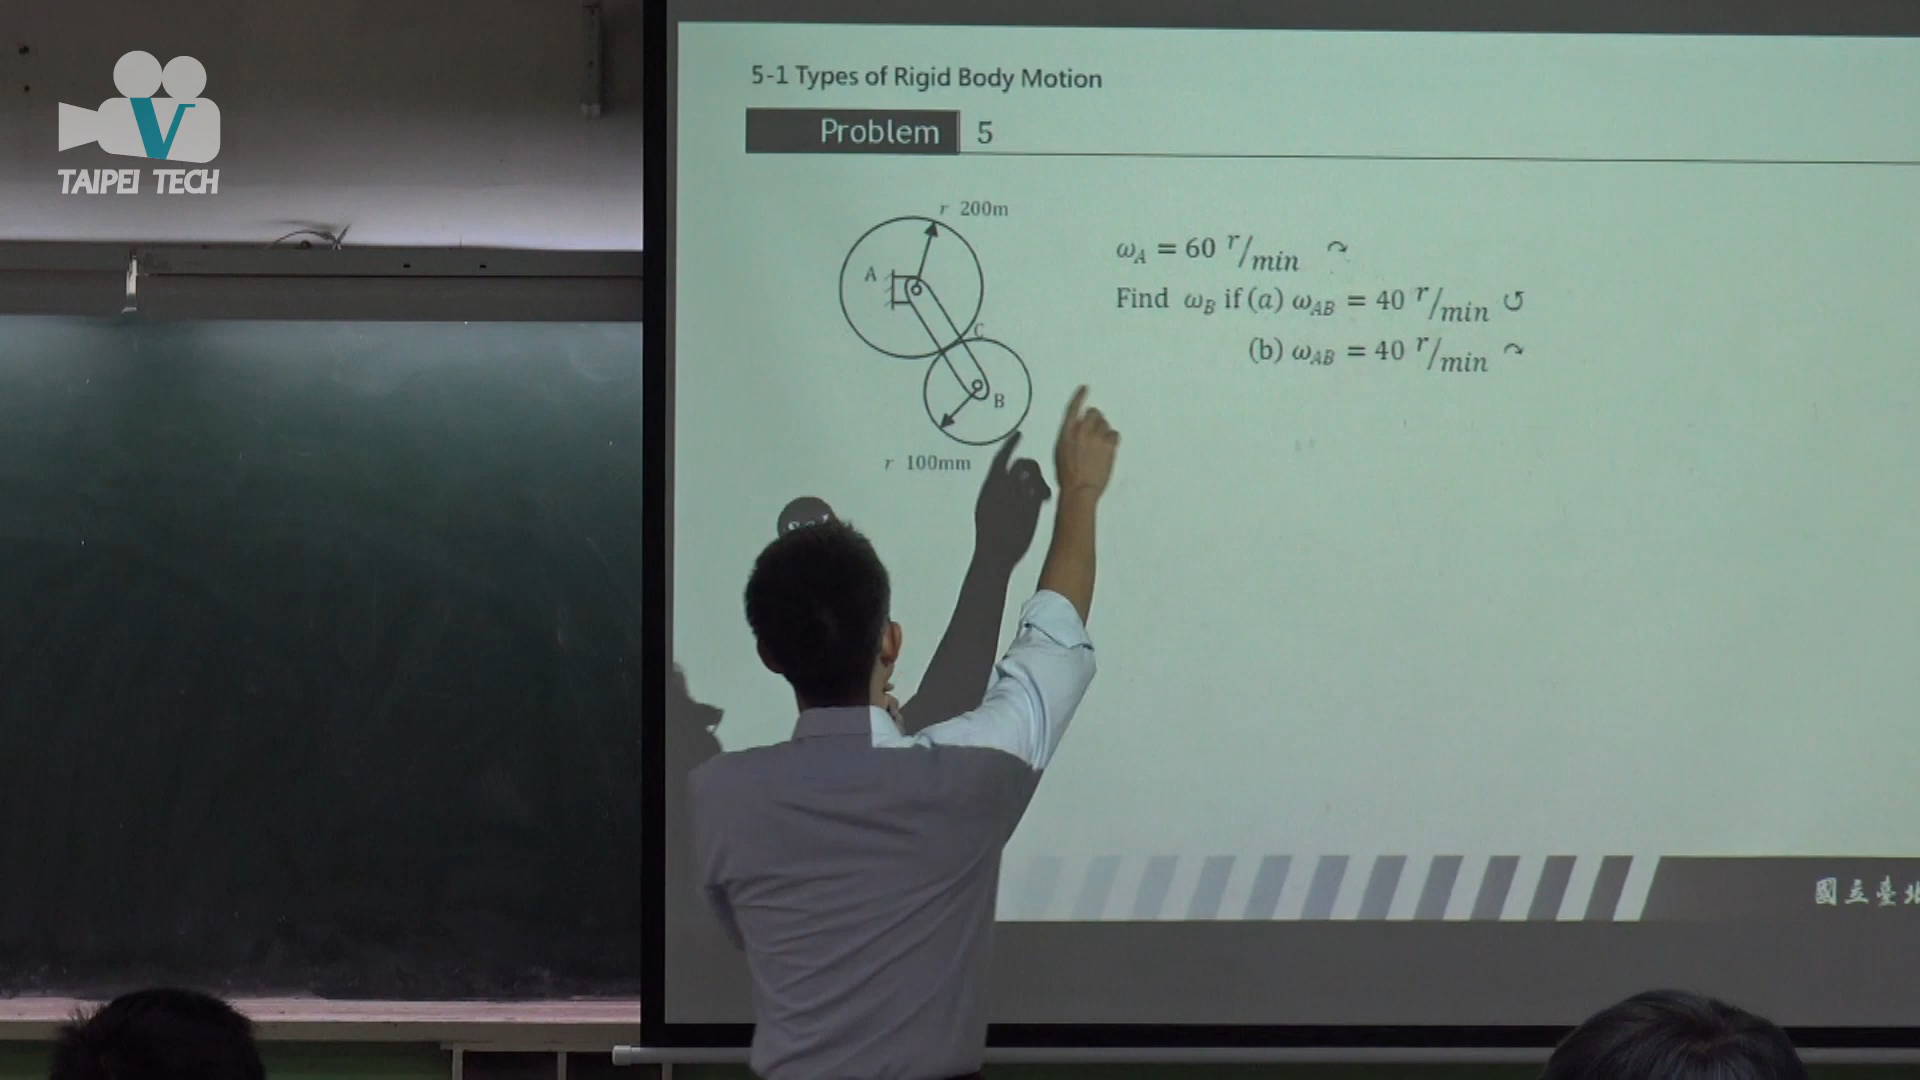 V
TAIPEI TECH
5-1 Types of Rigid Body Motion
Problem 5
r 200m
A
C
B
r 100mm
ω_A = 60 r/min ↷
Find ω_B if (a) ω_AB = 40 r/min ↺
(b) ω_AB = 40 r/min ↷
國立臺北